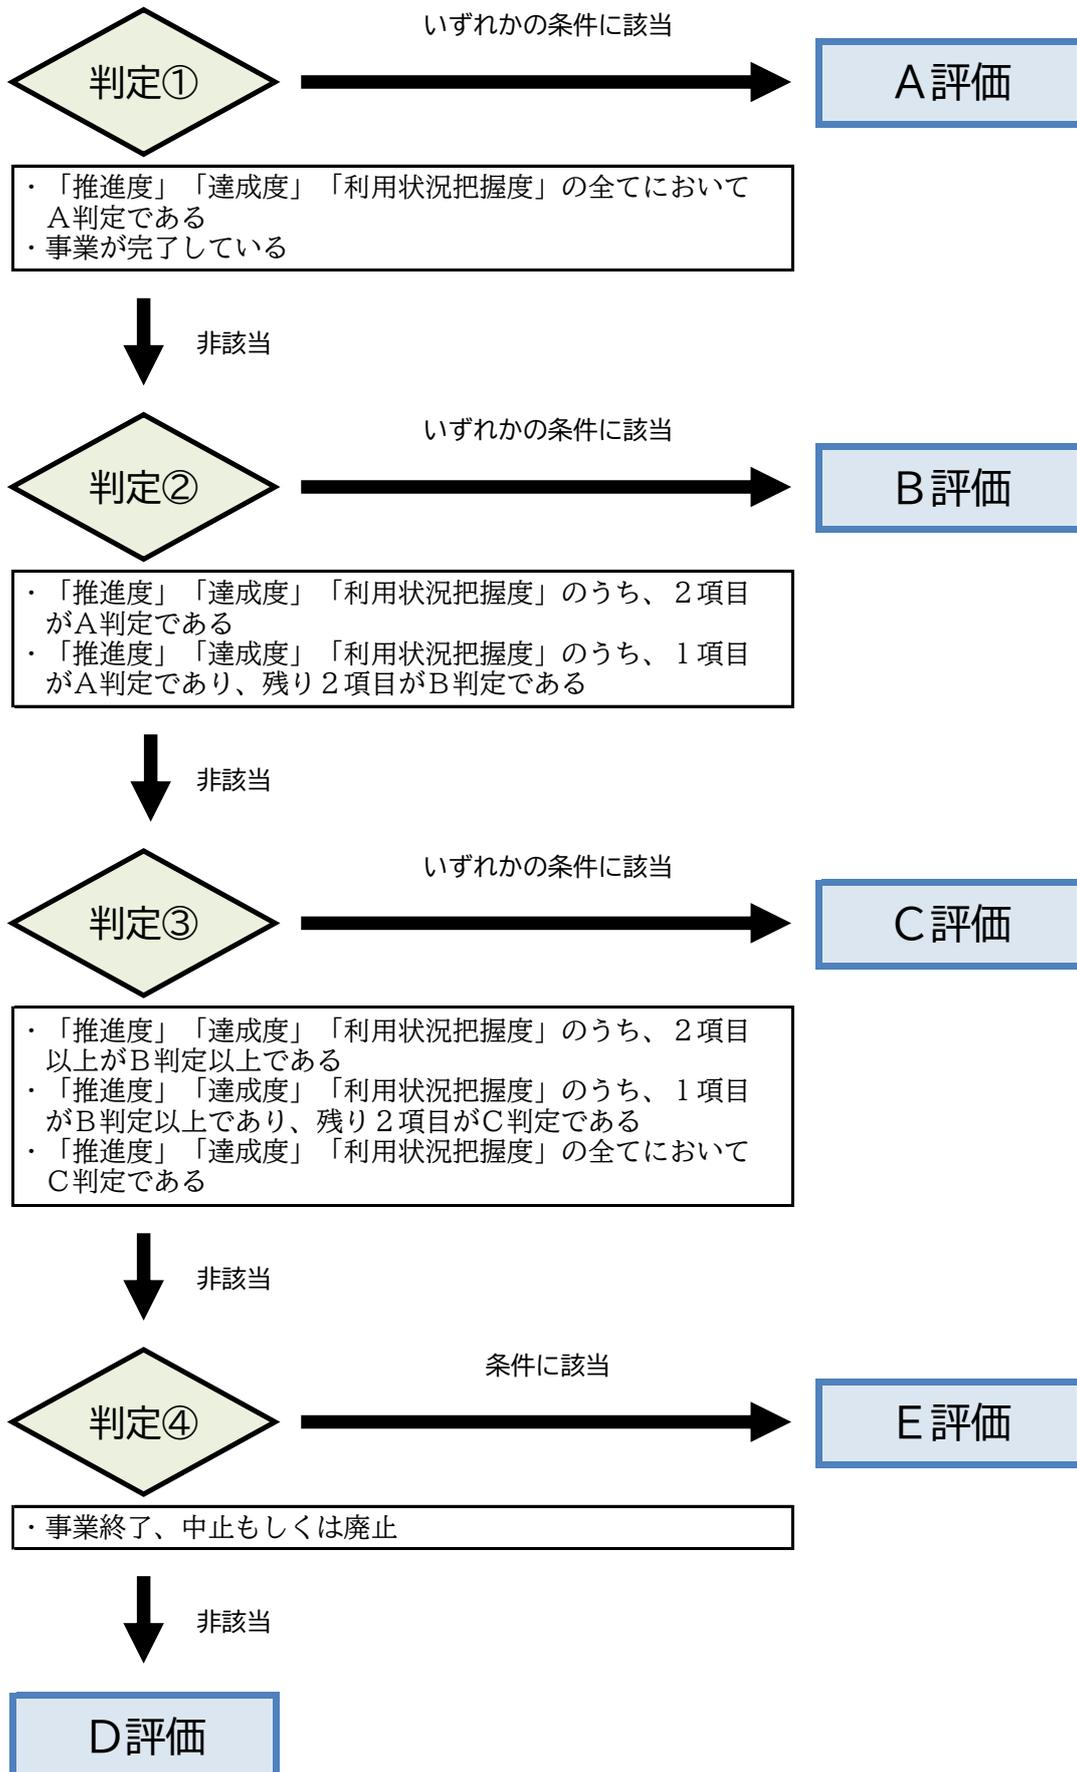 いずれかの条件に該当
判定①
Ａ評価
・「推進度」「達成度」「利用状況把握度」の全てにおいて
Ａ判定である
・事業が完了している
非該当
いずれかの条件に該当
判定②
Ｂ評価
・「推進度」「達成度」「利用状況把握度」のうち、２項目
がＡ判定である
・「推進度」「達成度」「利用状況把握度」のうち、１項目
がＡ判定であり、残り２項目がＢ判定である
非該当
いずれかの条件に該当
判定③
Ｃ評価
・「推進度」「達成度」「利用状況把握度」のうち、２項目
以上がＢ判定以上である
・「推進度」「達成度」「利用状況把握度」のうち、１項目
がＢ判定以上であり、残り２項目がＣ判定である
・「推進度」「達成度」「利用状況把握度」の全てにおいて
Ｃ判定である
非該当
条件に該当
判定④
Ｅ評価
・事業終了、中止もしくは廃止
非該当
Ｄ評価